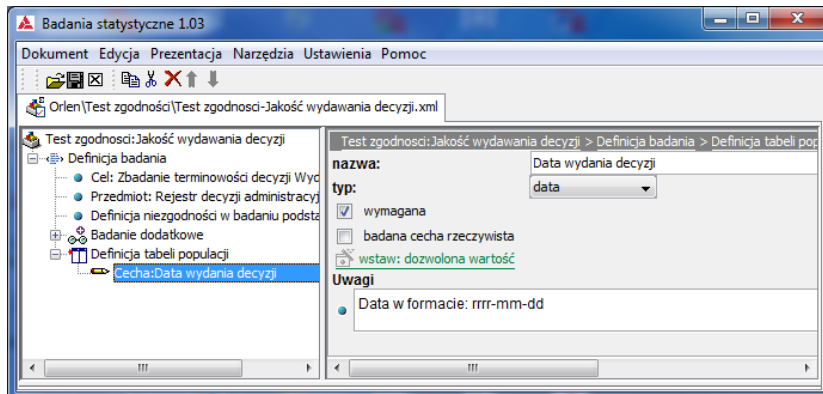 Badania statystyczne 1.03
Dokument Edycja Prezentacja Narzędzia Ustawienia Pomoc
Orlen\Test zgodności\Test zgodnosci-Jakość wydawania decyzji.xml
Test zgodności:Jakość wydawania decyzji
Definicja badania
Cel: Zbadanie terminowości decyzji Wyd
Przedmiot: Rejestr decyzji administracyj
Definicja niezgodności w badaniu podsta
Badanie dodatkowe
Definicja tabeli populacji
Cecha:Data wydania decyzji
Test zgodności:Jakość wydawania decyzji > Definicja badania > Definicja tabeli pop
nazwa: Data wydania decyzji
typ: data
wymagana
badana cecha rzeczywista
wstaw: dozwolona wartość
Uwagi
Data w formacie: rrrr-mm-dd